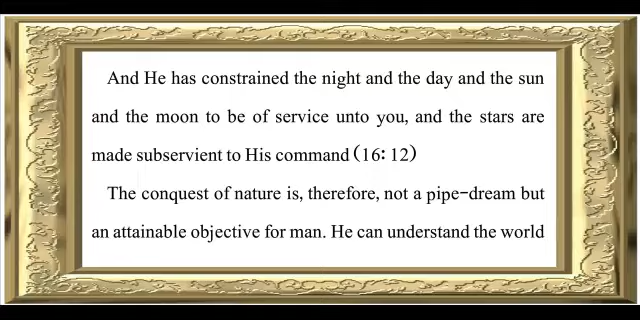 And He has constrained the night and the day and the sun
and the moon to be of service unto you, and the stars are
made subservient to His command (16: 12)
The conquest of nature is, therefore, not a pipe-dream but
an attainable objective for man. He can understand the world